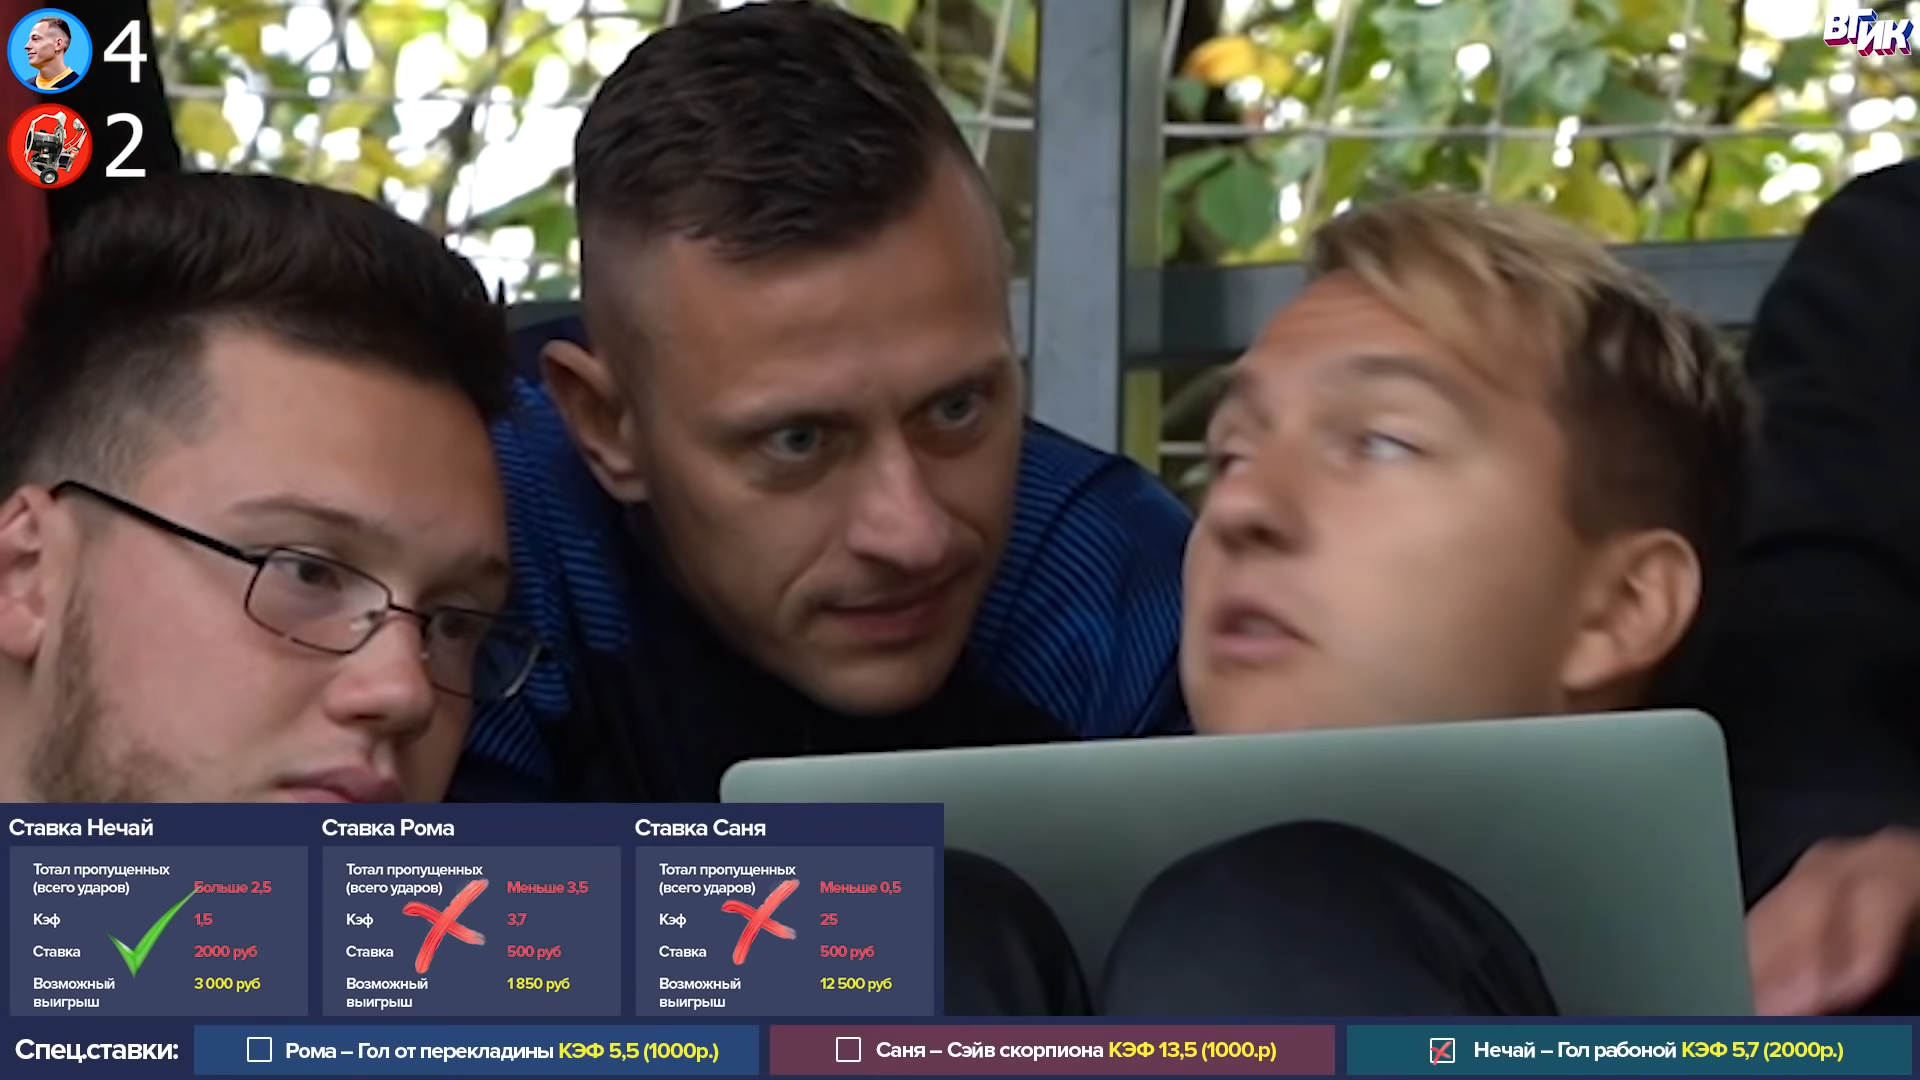 4
ВГИК
2
Ставка Нечай
Тотал пропущенных
(всего ударов)
Больше 2,5
Кэф
1,5
Ставка
2000 руб
Возможный
выигрыш
3 000 руб
Ставка Рома
Тотал пропущенных
(всего ударов)
Меньше 3,5
Кэф
3,7
Ставка
500 руб
Возможный
выигрыш
1 850 руб
Ставка Саня
Тотал пропущенных
(всего ударов)
Меньше 0,5
Кэф
25
Ставка
500 руб
Возможный
выигрыш
12 500 руб
Спец.ставки:
Рома – Гол от перекладины КЭФ 5,5 (1000р.)
Саня – Сэйв скорпиона КЭФ 13,5 (1000.р)
Нечай – Гол рабоной КЭФ 5,7 (2000р.)